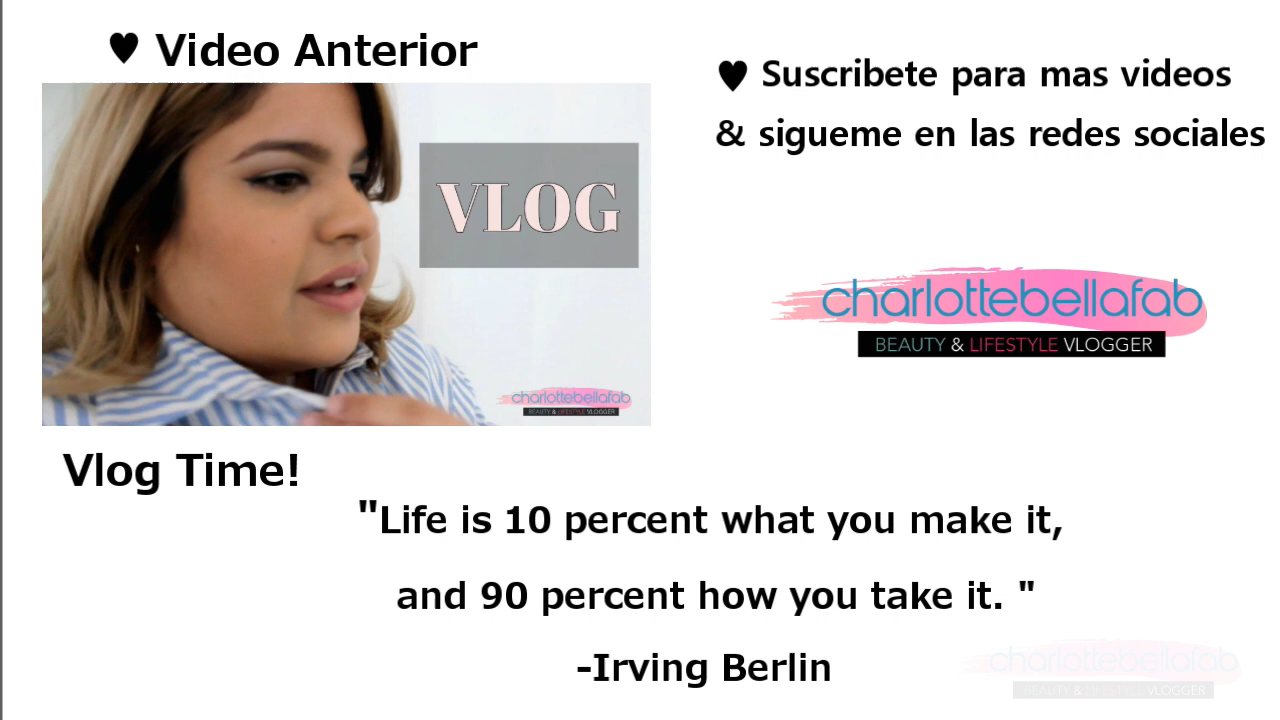 ♥ Video Anterior
♥ Suscribete para mas videos
& sigueme en las redes sociales
VLOG
charlottebellafab
BEAUTY & LIFESTYLE VLOGGER
charlottebellafab
BEAUTY & LIFESTYLE VLOGGER
Vlog Time!
"Life is 10 percent what you make it,
and 90 percent how you take it. "
-Irving Berlin
charlottebellafab
BEAUTY & LIFESTYLE VLOGGER